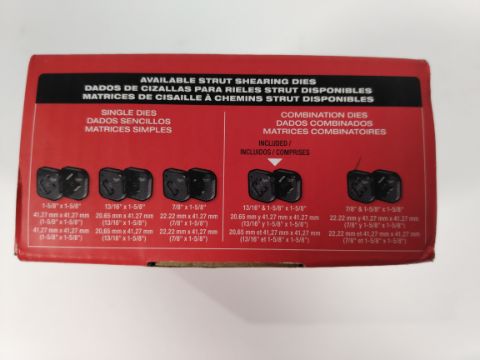 AVAILABLE STRUT SHEARING DIES
DADOS DE CIZALLAS PARA RIELES STRUT DISPONIBLES
MATRICES DE CISAILLE À CHEMINS STRUT DISPONIBLES
SINGLE DIES
DADOS SENCILLOS
MATRICES SIMPLES
1-5/8" x 1-5/8"
41,27 mm x 41,27 mm
(1-5/8" x 1-5/8")
41,27 mm x 41,27 mm
(1-5/8" x 1-5/8")
13/16" x 1-5/8"
20,65 mm x 41,27 mm
(13/16" x 1-5/8")
20,65 mm x 41,27 mm
(13/16" x 1-5/8")
7/8" x 1-5/8"
22,22 mm x 41,27 mm
(7/8" x 1-5/8")
22,22 mm x 41,27 mm
(7/8" x 1-5/8")
COMBINATION DIES
DADOS COMBINADOS
MATRICES COMBINATOIRES
INCLUDED /
INCLUIDOS / COMPRISES
13/16" & 1-5/8" x 1-5/8"
20,65 mm y 41,27 mm x 41,27 mm
(13/16" y 1-5/8" x 1-5/8")
20,65 mm et 41,27 mm x 41,27 mm
(13/16" et 1-5/8" x 1-5/8")
7/8" & 1-5/8" x 1-5/8"
22,22 mm y 41,27 mm x 41,27 mm
(7/8" y 1-5/8" x 1-5/8")
22,22 mm et 41,27 mm x 41,27 mm
(7/8" et 1-5/8" x 1-5/8")